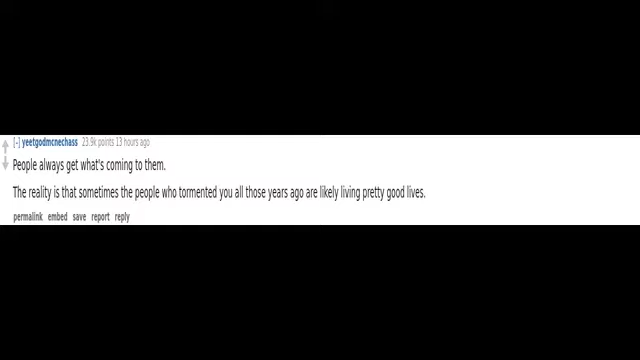 [-] yeetgodmcnechass 23.9k points 13 hours ago
People always get what's coming to them.
The reality is that sometimes the people who tormented you all those years ago are likely living pretty good lives.
permalink embed save report reply